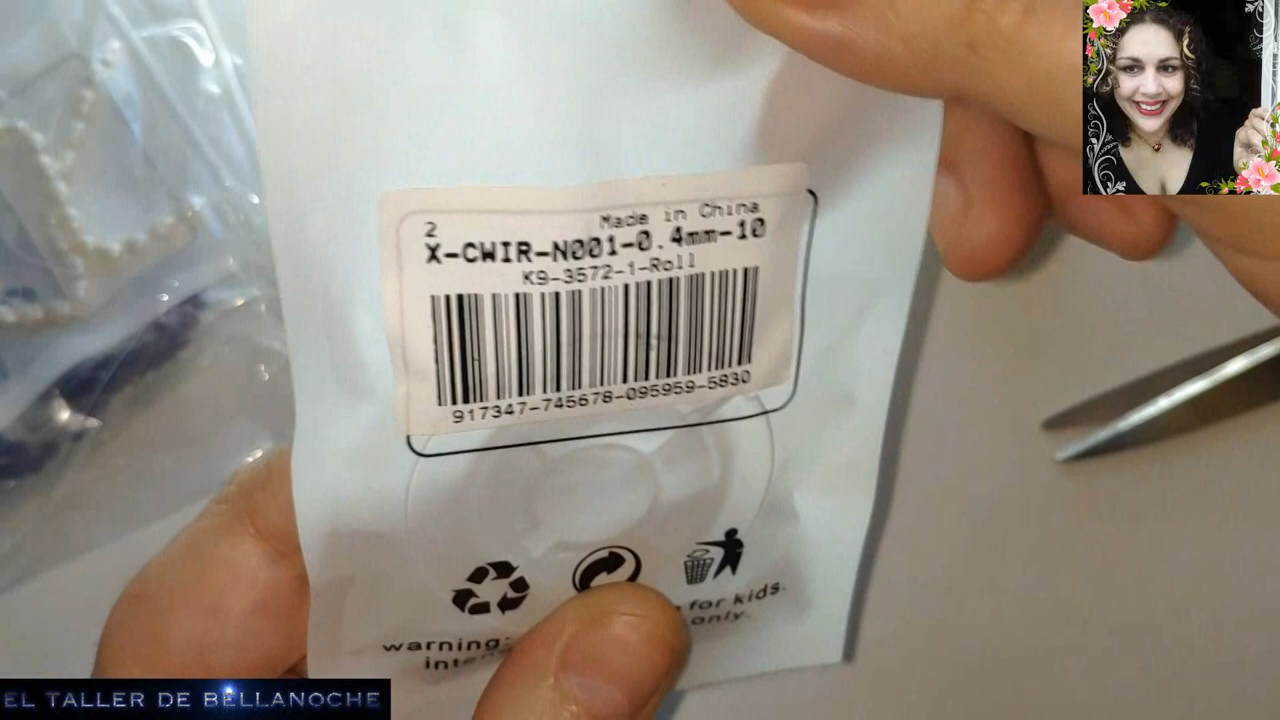 2
Made in China
X-CWIR-N001-0.4mm-10
K9-3572-1-Roll
917347-745678-095959-5830
warning: for kids.
only.
EL TALLER DE BELLANOCHE